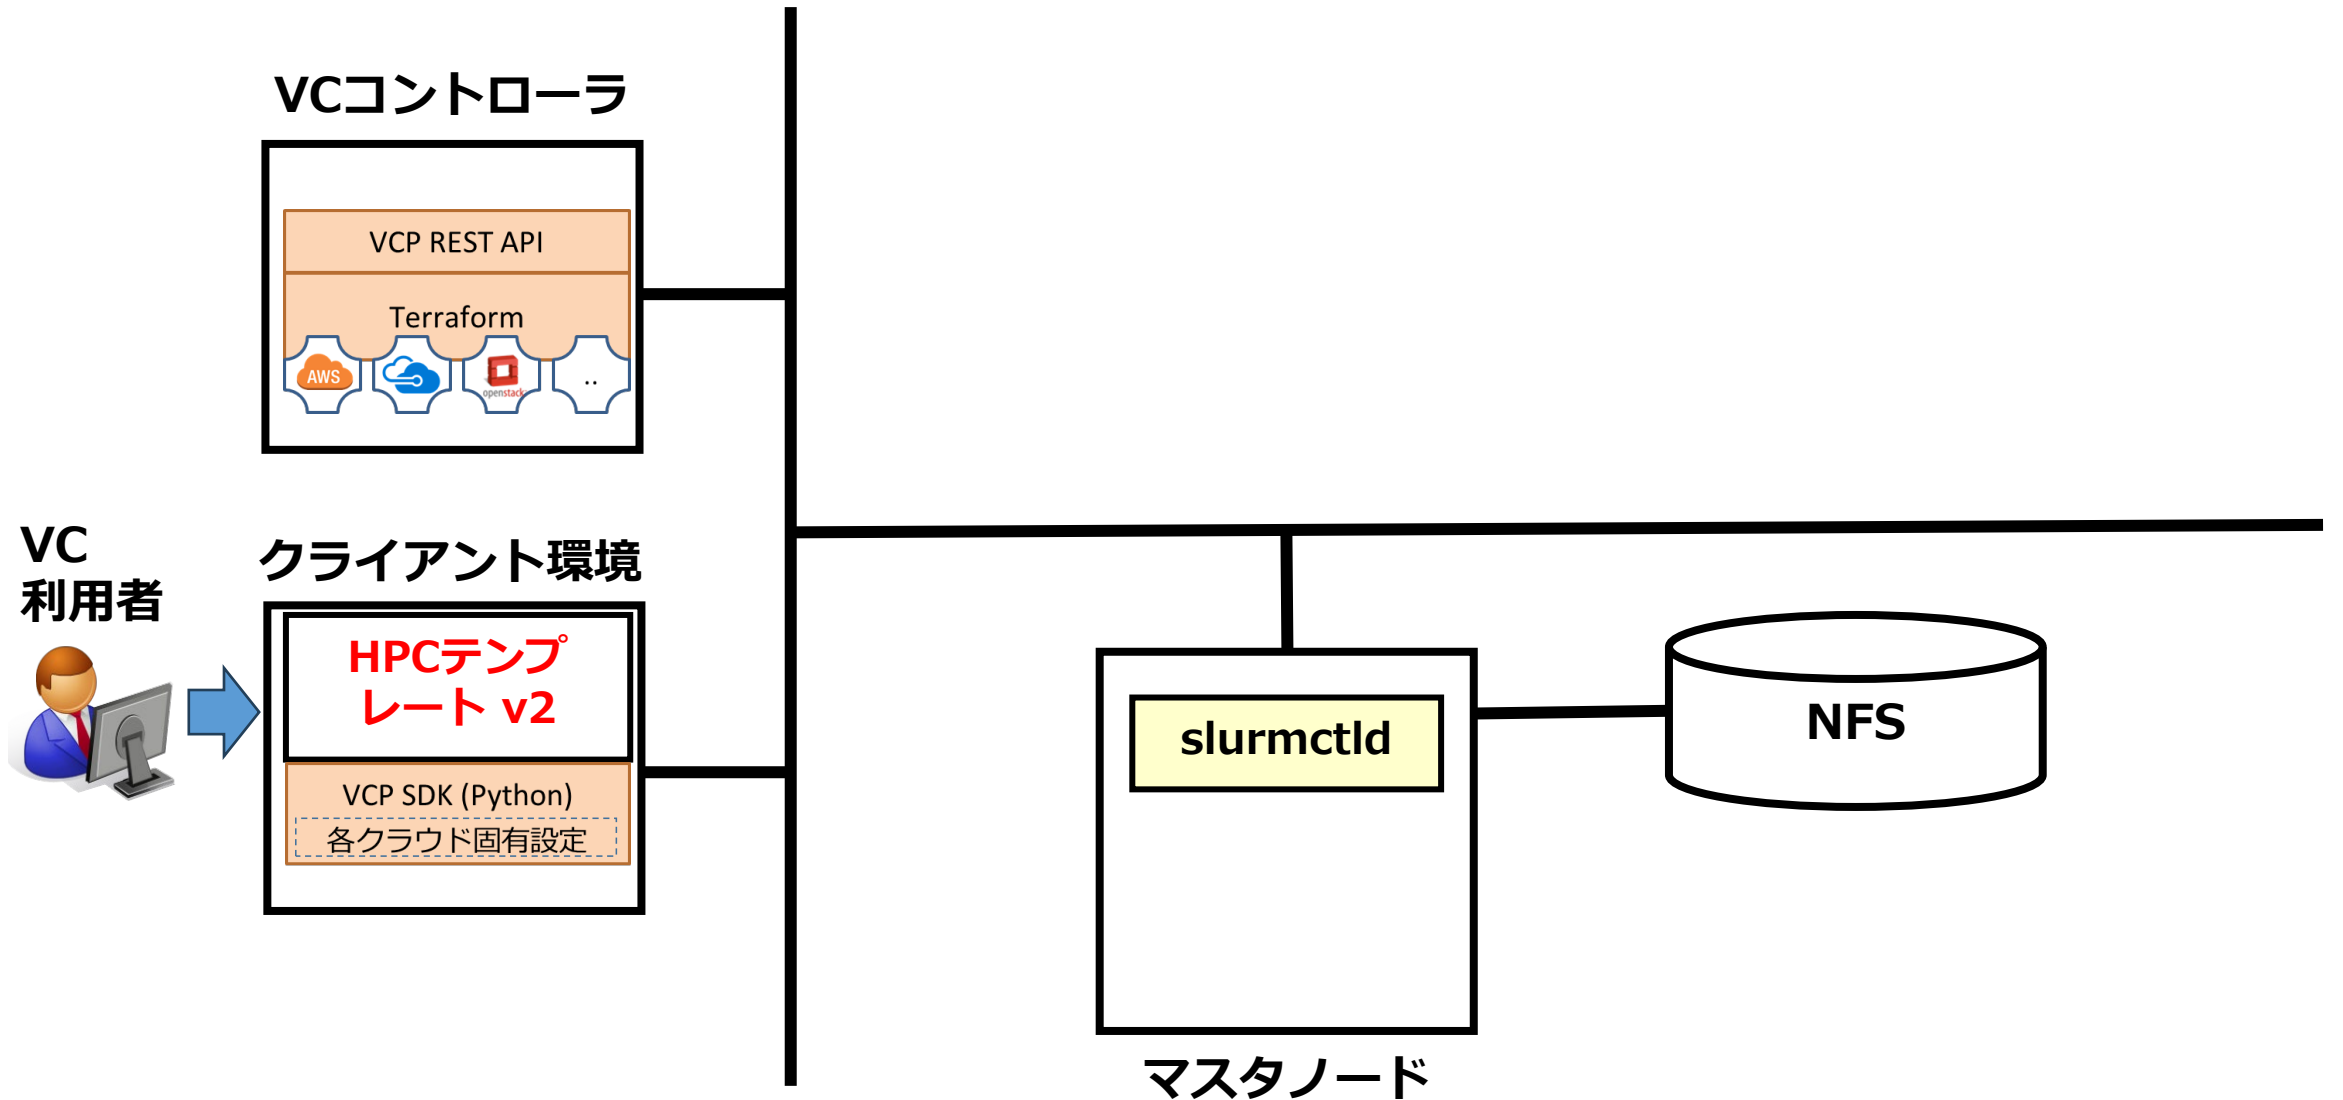 VCコントローラ
VCP REST API
Terraform
AWS
openstack
..
VC
利用者
クライアント環境
HPCテンプ
レート v2
VCP SDK (Python)
各クラウド固有設定
slurmctld
NFS
マスタノード